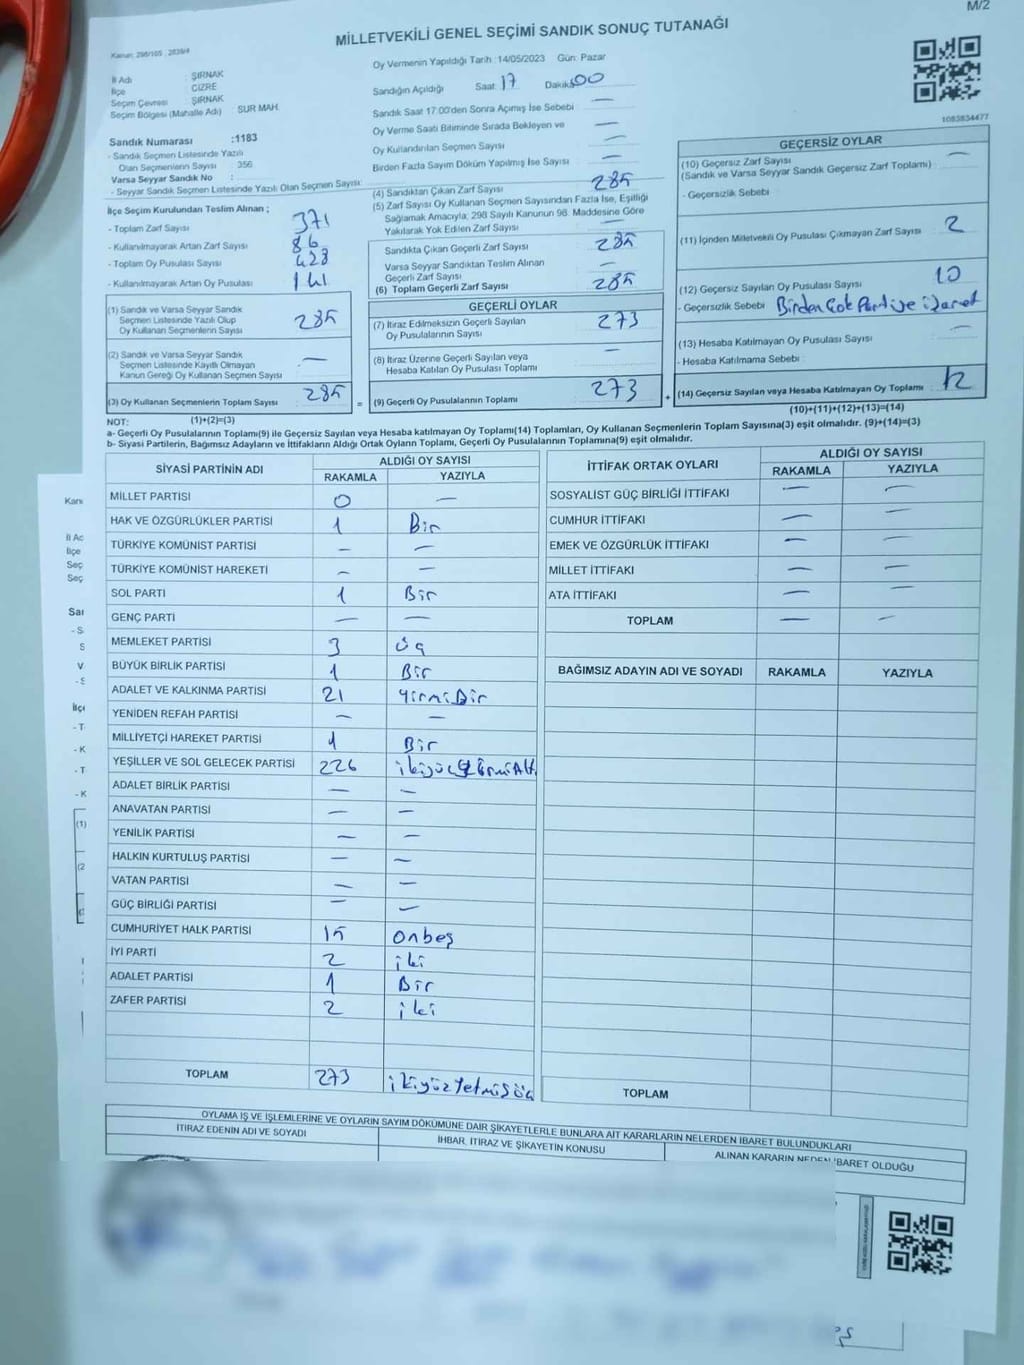 M/2
MİLLETVEKİLİ GENEL SEÇİMİ SANDIK SONUÇ TUTANAĞI
Kanun: 298/105 , 2839/4
İl Adı : ŞIRNAK
İlçe : CİZRE
Seçim Çevresi : ŞIRNAK
Seçim Bölgesi (Mahalle Adı) SUR MAH.
Oy Vermenin Yapıldığı Tarih :14/05/2023 Gün: Pazar
Sandığın Açıldığı Saat: 17 Dakika: 00
Sandık Saat 17:00'den Sonra Açımış İse Sebebi —
Oy Verme Saati Bitiminde Sırada Bekleyen ve
Oy Kullandırılan Seçmen Sayısı —
Birden Fazla Sayım Döküm Yapılmış İse Sayısı —
1083834477
Sandık Numarası :1183
- Sandık Seçmen Listesinde Yazılı
Olan Seçmenlerin Sayısı : 356
Varsa Seyyar Sandık No :
- Seyyar Sandık Seçmen Listesinde Yazılı Olan Seçmen Sayısı:
İlçe Seçim Kurulundan Teslim Alınan ;
- Toplam Zarf Sayısı : 371
- Kullanılmayarak Artan Zarf Sayısı : 86
- Toplam Oy Pusulası Sayısı : 428
- Kullanılmayarak Artan Oy Pusulası : 141
(1) Sandık ve Varsa Seyyar Sandık
Seçmen Listesinde Yazılı Olup
Oy Kullanan Seçmenlerin Sayısı : 285
(2) Sandık ve Varsa Seyyar Sandık
Seçmen Listesinde Kayıtlı Olmayan
Kanun Gereği Oy Kullanan Seçmen Sayısı : —
(3) Oy Kullanan Seçmenlerin Toplam Sayısı : 285
(1)+(2)=(3)
(4) Sandıktan Çıkan Zarf Sayısı : 285
(5) Zarf Sayısı Oy Kullanan Seçmen Sayısından Fazla İse, Eşitliği
Sağlamak Amacıyla; 298 Sayılı Kanunun 98. Maddesine Göre
Yakılarak Yok Edilen Zarf Sayısı : —
Sandıkta Çıkan Geçerli Zarf Sayısı : 285
Varsa Seyyar Sandıktan Teslim Alınan
Geçerli Zarf Sayısı : —
(6) Toplam Geçerli Zarf Sayısı : 285
GEÇERLİ OYLAR
(7) İtiraz Edilmeksizin Geçerli Sayılan
Oy Pusulalarının Sayısı : 273
(8) İtiraz Üzerine Geçerli Sayılan veya
Hesaba Katılan Oy Pusulası Toplamı : —
= (9) Geçerli Oy Pusulalarının Toplamı : 273 +
GEÇERSİZ OYLAR
(10) Geçersiz Zarf Sayısı
(Sandık ve Varsa Seyyar Sandık Geçersiz Zarf Toplamı) : —
- Geçersizlik Sebebi :
(11) İçinden Milletvekili Oy Pusulası Çıkmayan Zarf Sayısı : 2
(12) Geçersiz Sayılan Oy Pusulası Sayısı : 10
- Geçersizlik Sebebi : Birden Çok Partiye işaret
(13) Hesaba Katılmayan Oy Pusulası Sayısı : —
- Hesaba Katılmama Sebebi :
(14) Geçersiz Sayılan veya Hesaba Katılmayan Oy Toplamı : 12
(10)+(11)+(12)+(13)=(14)
NOT:
a- Geçerli Oy Pusulalarının Toplamı(9) ile Geçersiz Sayılan veya Hesaba katılmayan Oy Toplamı(14) Toplamları, Oy Kullanan Seçmenlerin Toplam Sayısına(3) eşit olmalıdır. (9)+(14)=(3)
b- Siyasi Partilerin, Bağımsız Adayların ve İttifakların Aldığı Ortak Oyların Toplamı, Geçerli Oy Pusulalarının Toplamına(9) eşit olmalıdır.
SİYASİ PARTİNİN ADI ALDIĞI OY SAYISI
RAKAMLA YAZIYLA
MİLLET PARTİSİ 0 —
HAK VE ÖZGÜRLÜKLER PARTİSİ 1 Bir
TÜRKİYE KOMÜNİST PARTİSİ — —
TÜRKİYE KOMÜNİST HAREKETİ — —
SOL PARTİ 1 Bir
GENÇ PARTİ — —
MEMLEKET PARTİSİ 3 üç
BÜYÜK BİRLİK PARTİSİ 1 Bir
ADALET VE KALKINMA PARTİSİ 21 YirmiBir
YENİDEN REFAH PARTİSİ — —
MİLLİYETÇİ HAREKET PARTİSİ 1 Bir
YEŞİLLER VE SOL GELECEK PARTİSİ 226
ADALET BİRLİK PARTİSİ — —
ANAVATAN PARTİSİ — —
YENİLİK PARTİSİ — —
HALKIN KURTULUŞ PARTİSİ — —
VATAN PARTİSİ — —
GÜÇ BİRLİĞİ PARTİSİ — —
CUMHURİYET HALK PARTİSİ 15 onbeş
İYİ PARTİ 2 iki
ADALET PARTİSİ 1 Bir
ZAFER PARTİSİ 2 iki
TOPLAM 273 ikiyüzYetmişüç
İTTİFAK ORTAK OYLARI ALDIĞI OY SAYISI
RAKAMLA YAZIYLA
SOSYALİST GÜÇ BİRLİĞİ İTTİFAKI — —
CUMHUR İTTİFAKI — —
EMEK VE ÖZGÜRLÜK İTTİFAKI — —
MİLLET İTTİFAKI — —
ATA İTTİFAKI — —
TOPLAM — —
BAĞIMSIZ ADAYIN ADI VE SOYADI RAKAMLA YAZIYLA
TOPLAM
OYLAMA İŞ VE İŞLEMLERİNE VE OYLARIN SAYIM DÖKÜMÜNE DAİR ŞİKAYETLERLE BUNLARA AİT KARARLARIN NELERDEN İBARET BULUNDUKLARI
İTİRAZ EDENİN ADI VE SOYADI İHBAR, İTİRAZ VE ŞİKAYETİN KONUSU ALINAN KARARIN NEDEN İBARET OLDUĞU